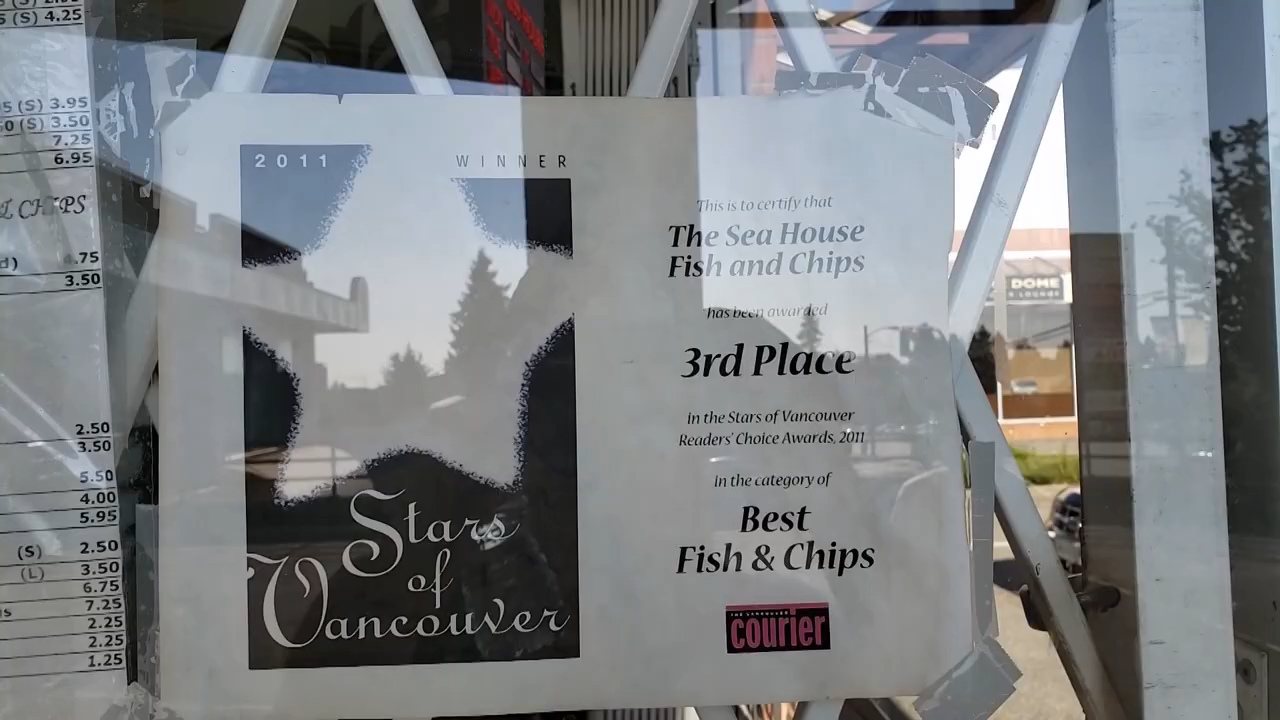 (S) 4.25
(S) 3.95
(S) 3.50
7.25
6.95
CHIPS
.75
3.50
2.50
3.50
5.50
4.00
5.95
(S) 2.50
(L) 3.50
6.75
7.25
2.25
2.25
1.25
2011 WINNER
Stars
of
Vancouver
This is to certify that
The Sea House
Fish and Chips
has been awarded
3rd Place
in the Stars of Vancouver
Readers' Choice Awards, 2011
in the category of
Best
Fish & Chips
THE VANCOUVER
courier
DOME
LOUNGE